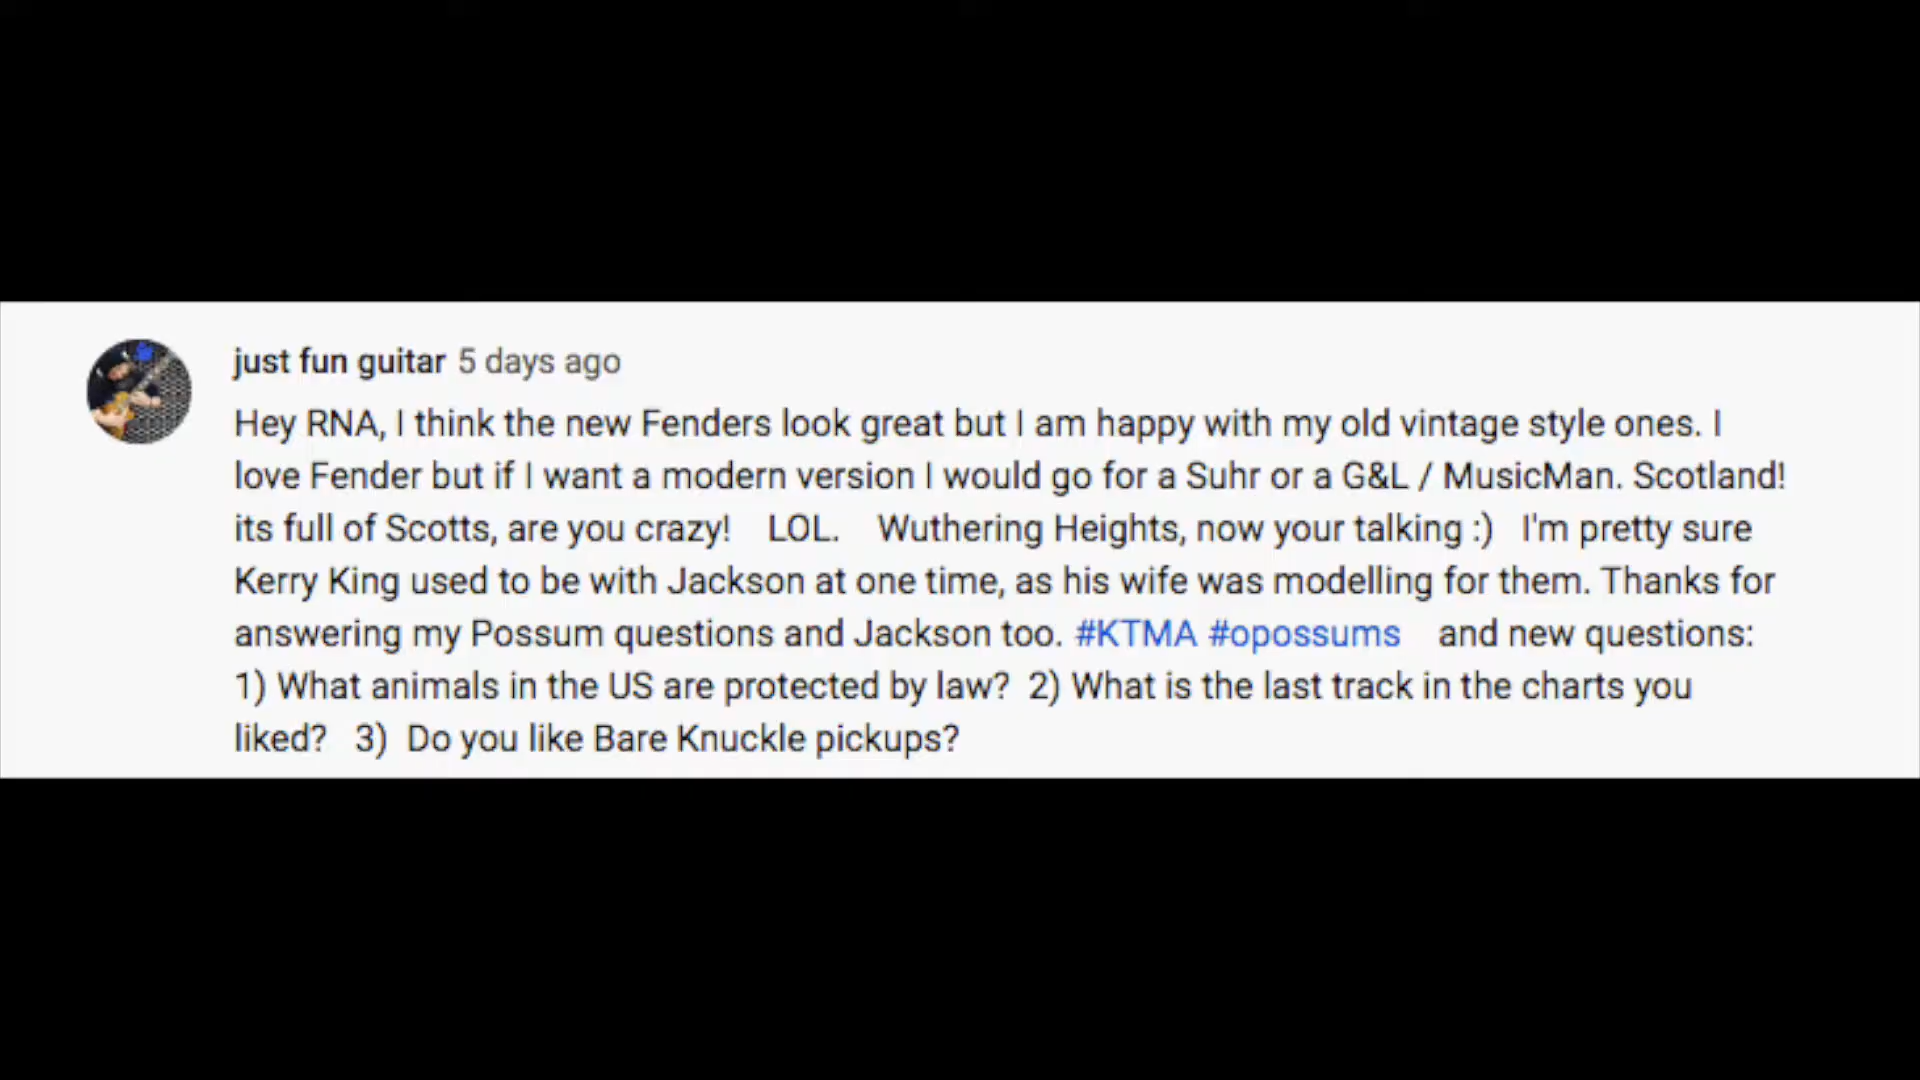 just fun guitar 5 days ago
Hey RNA, I think the new Fenders look great but I am happy with my old vintage style ones. I
love Fender but if I want a modern version I would go for a Suhr or a G&L / MusicMan. Scotland!
its full of Scotts, are you crazy! LOL. Wuthering Heights, now your talking :) I'm pretty sure
Kerry King used to be with Jackson at one time, as his wife was modelling for them. Thanks for
answering my Possum questions and Jackson too. #KTMA #opossums and new questions:
1) What animals in the US are protected by law? 2) What is the last track in the charts you
liked? 3) Do you like Bare Knuckle pickups?